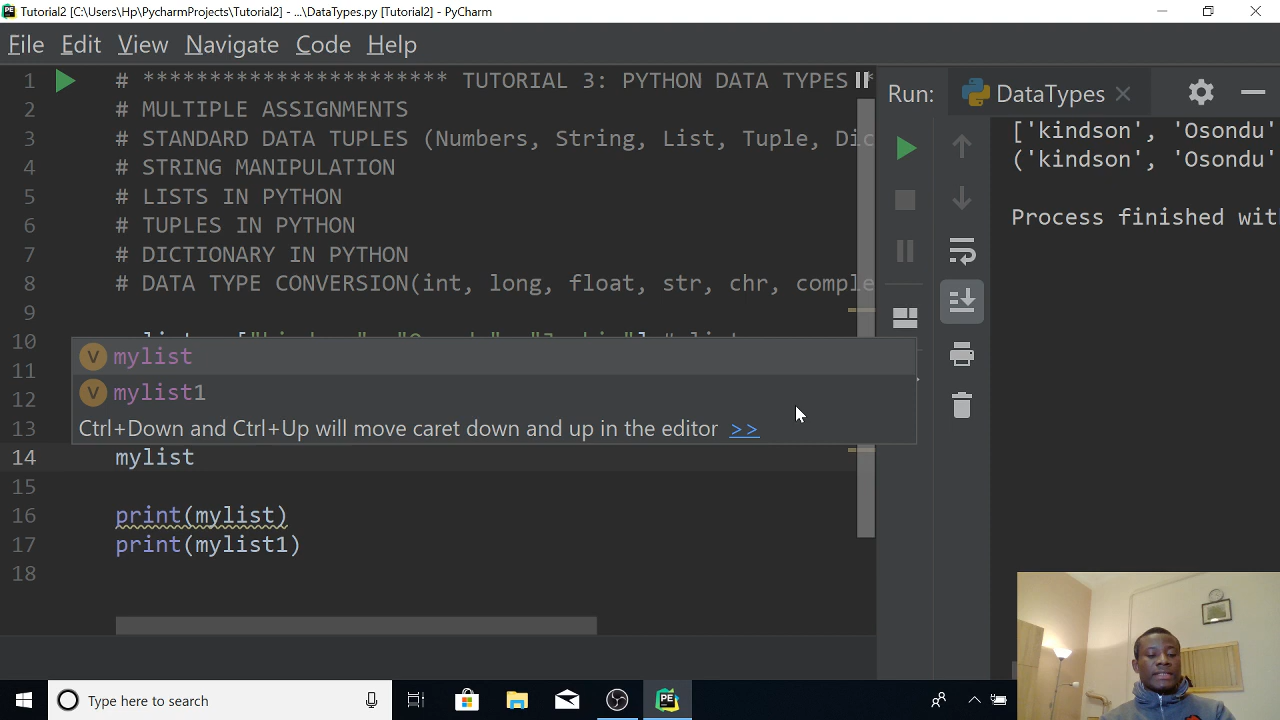 Tutorial2 [C:\Users\Hp\PycharmProjects\Tutorial2] - ...\DataTypes.py [Tutorial2] - PyCharm
File Edit View Navigate Code Help
1 # *********************** TUTORIAL 3: PYTHON DATA TYPES *
2 # MULTIPLE ASSIGNMENTS
3 # STANDARD DATA TUPLES (Numbers, String, List, Tuple, Dic
4 # STRING MANIPULATION
5 # LISTS IN PYTHON
6 # TUPLES IN PYTHON
7 # DICTIONARY IN PYTHON
8 # DATA TYPE CONVERSION(int, long, float, str, chr, comple
9
10
11
12
13
mylist
mylist1
Ctrl+Down and Ctrl+Up will move caret down and up in the editor >>
14 mylist
15
16 print(mylist)
17 print(mylist1)
18
Run: DataTypes
['kindson', 'Osondu'
('kindson', 'Osondu'
Process finished wit
Type here to search